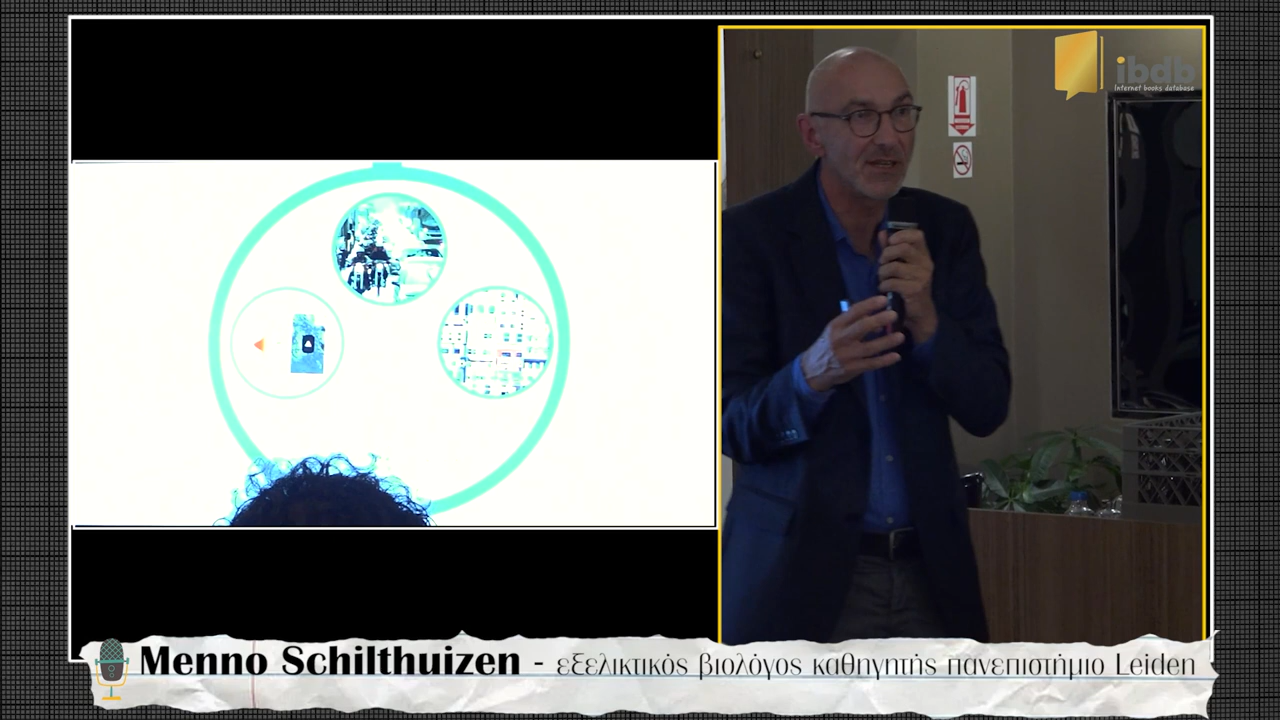 ibdb
Internet books database
Menno Schilthuizen - εξελικτικός βιολόγος καθηγητής πανεπιστήμιο Leiden